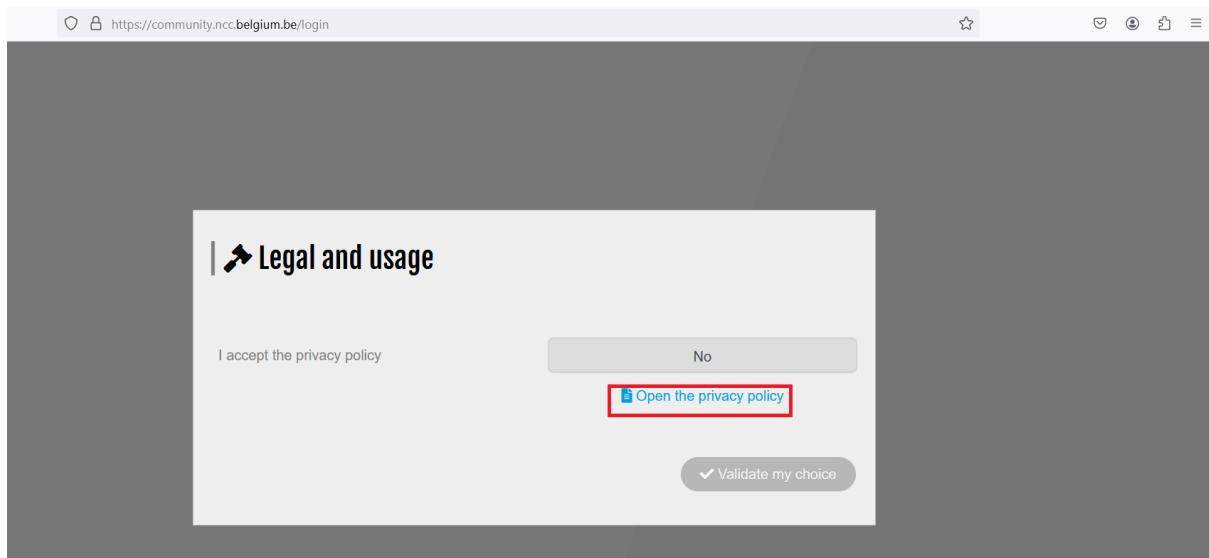 https://community.ncc.belgium.be/login
Legal and usage
I accept the privacy policy
No
Open the privacy policy
Validate my choice